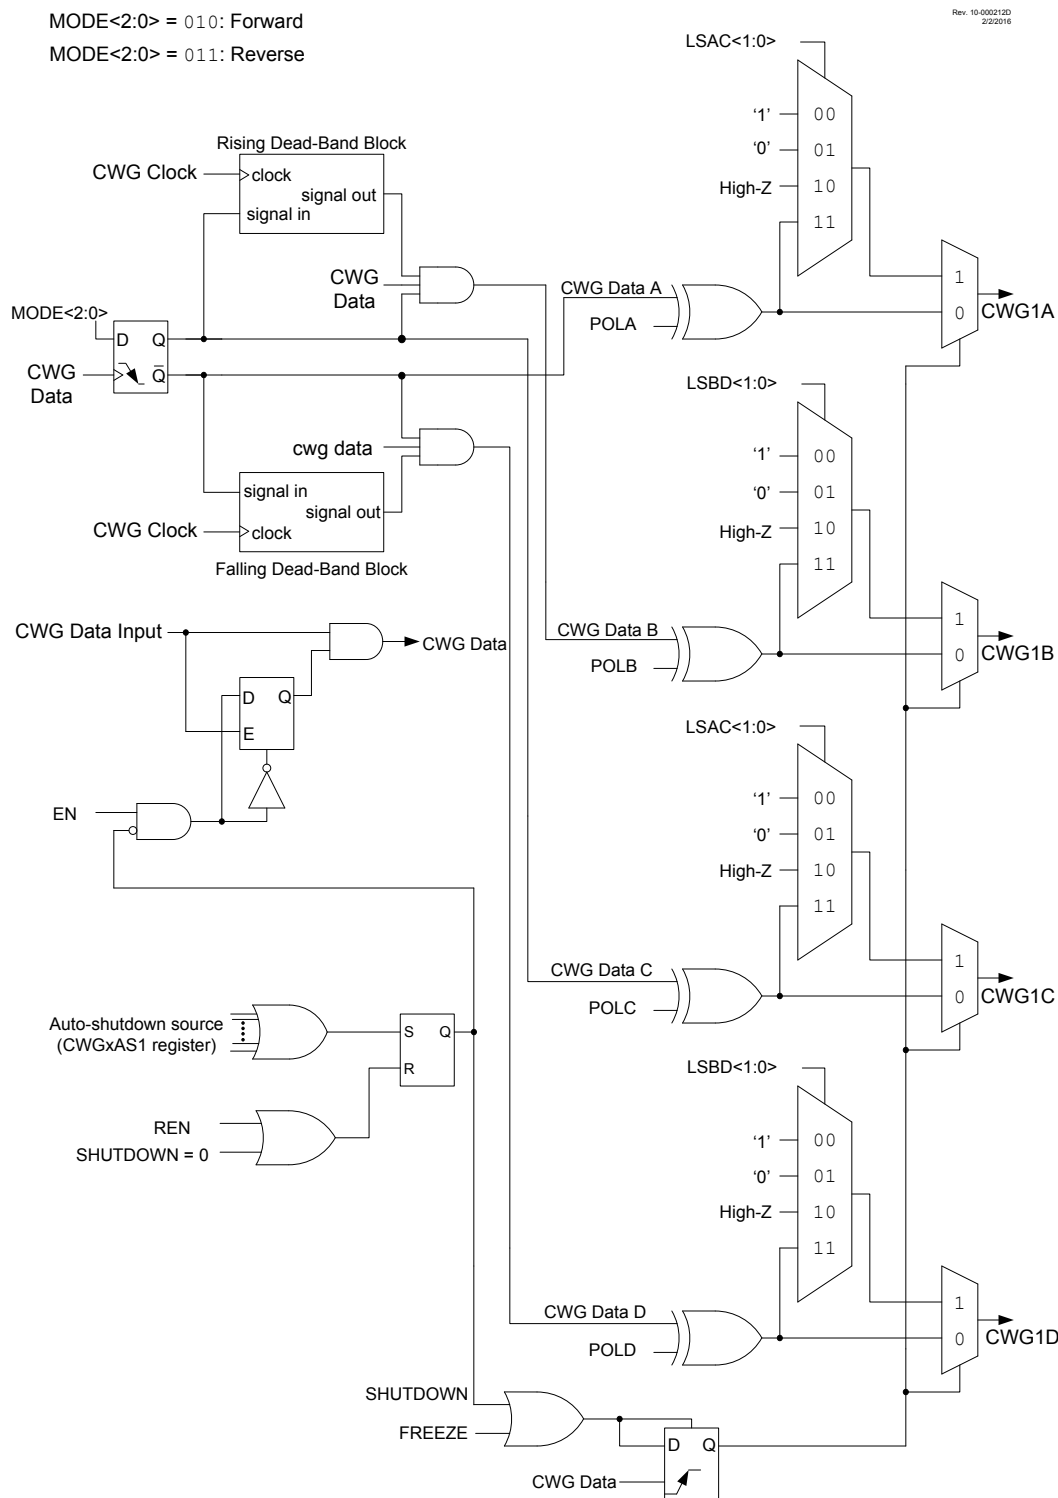 MODE<2:0> = 010: Forward
MODE<2:0> = 011: Reverse
Rev. 10-000212D
2/2/2016
LSAC<1:0>
'1'
00
'0'
01
High-Z
10
11
1
0
CWG1A
Rising Dead-Band Block
CWG Clock
clock
signal out
signal in
CWG
Data
CWG Data A
POLA
MODE<2:0>
D
Q
Q̅
CWG
Data
cwg data
signal in
signal out
CWG Clock
clock
Falling Dead-Band Block
LSBD<1:0>
'1'
00
'0'
01
High-Z
10
11
1
0
CWG1B
CWG Data B
POLB
CWG Data Input
CWG Data
D
Q
E
EN
LSAC<1:0>
'1'
00
'0'
01
High-Z
10
11
1
0
CWG1C
CWG Data C
POLC
Auto-shutdown source
(CWGxAS1 register)
S
Q
R
REN
SHUTDOWN = 0
LSBD<1:0>
'1'
00
'0'
01
High-Z
10
11
1
0
CWG1D
CWG Data D
POLD
SHUTDOWN
FREEZE
D
Q
CWG Data